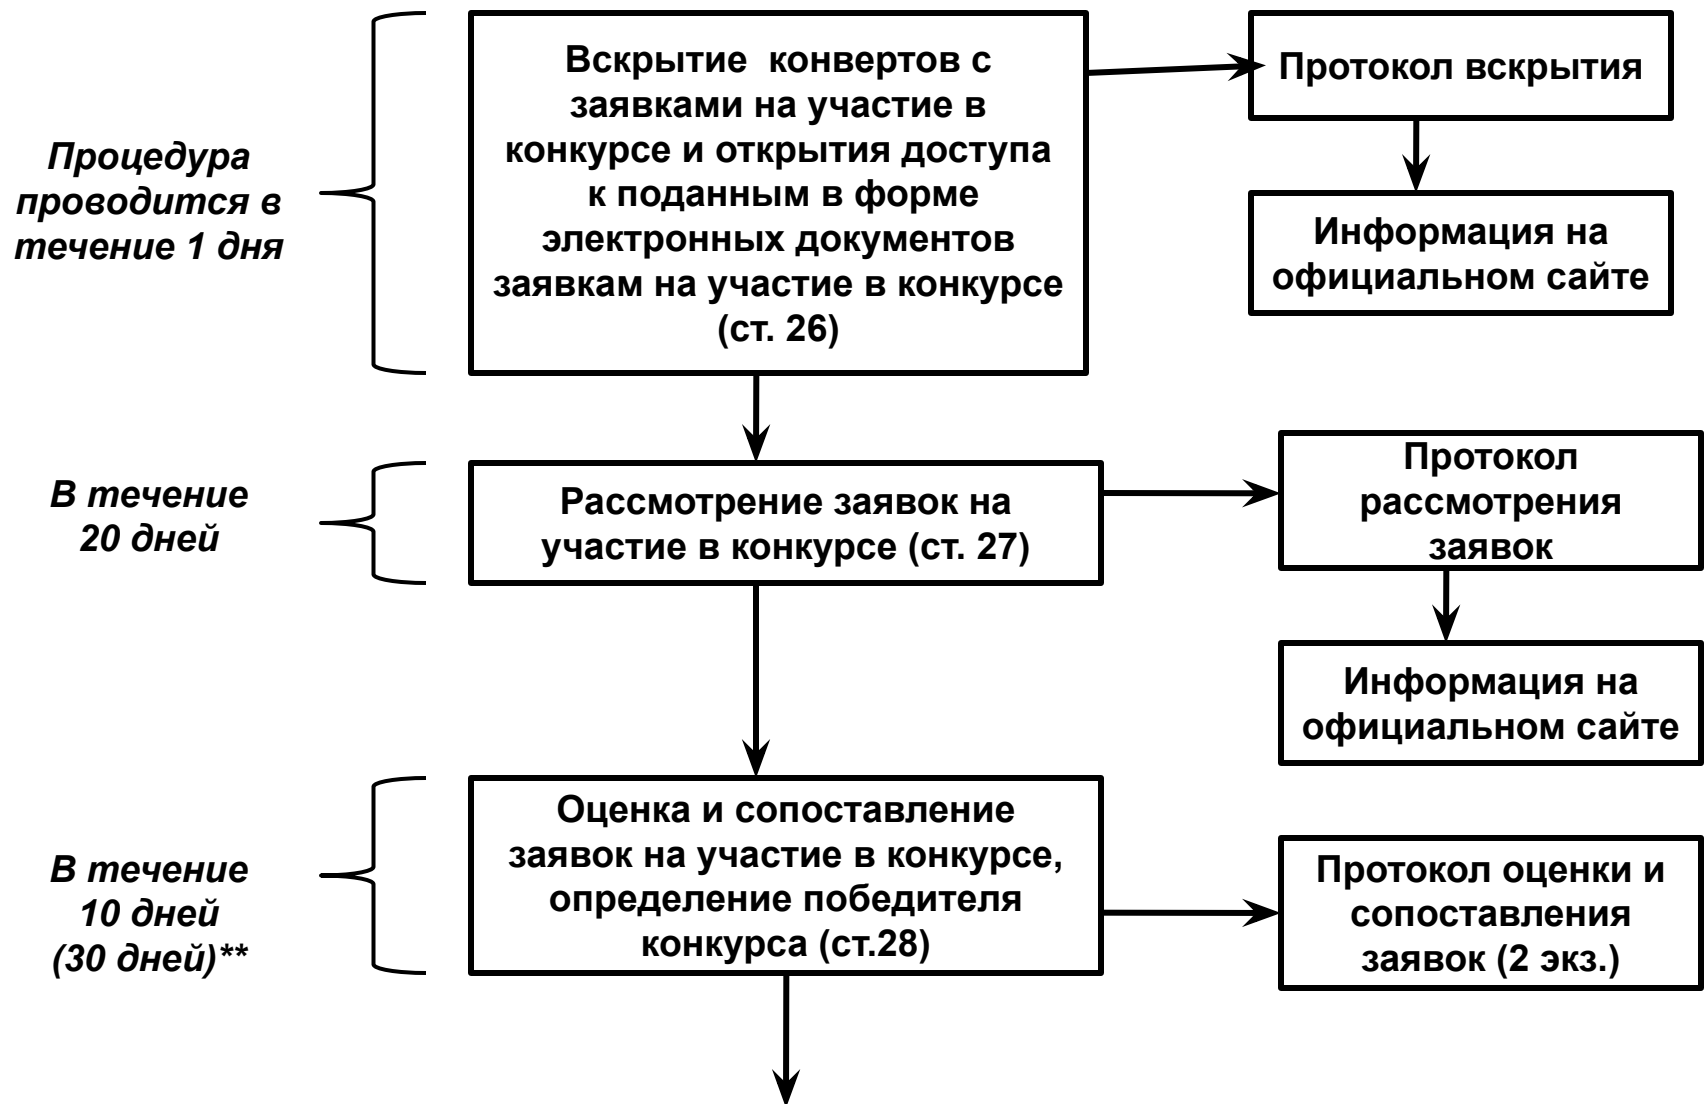 Процедура
проводится в
течение 1 дня
Вскрытие конвертов с
заявками на участие в
конкурсе и открытия доступа
к поданным в форме
электронных документов
заявкам на участие в конкурсе
(ст. 26)
Протокол вскрытия
Информация на
официальном сайте
В течение
20 дней
Рассмотрение заявок на
участие в конкурсе (ст. 27)
Протокол
рассмотрения
заявок
Информация на
официальном сайте
В течение
10 дней
(30 дней)**
Оценка и сопоставление
заявок на участие в конкурсе,
определение победителя
конкурса (ст.28)
Протокол оценки и
сопоставления
заявок (2 экз.)